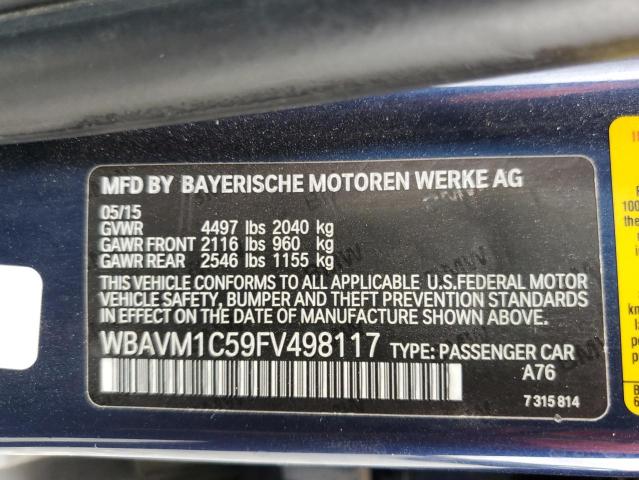 MFD BY BAYERISCHE MOTOREN WERKE AG
05/15
GVWR 4497 lbs 2040 kg
GAWR FRONT 2116 lbs 960 kg
GAWR REAR 2546 lbs 1155 kg
THIS VEHICLE CONFORMS TO ALL APPLICABLE U.S.FEDERAL MOTOR
VEHICLE SAFETY, BUMPER AND THEFT PREVENTION STANDARDS
IN EFFECT ON THE DATE OF MANUFACTURE SHOWN ABOVE.
WBAVM1C59FV498117 TYPE: PASSENGER CAR
A76
7 315 814